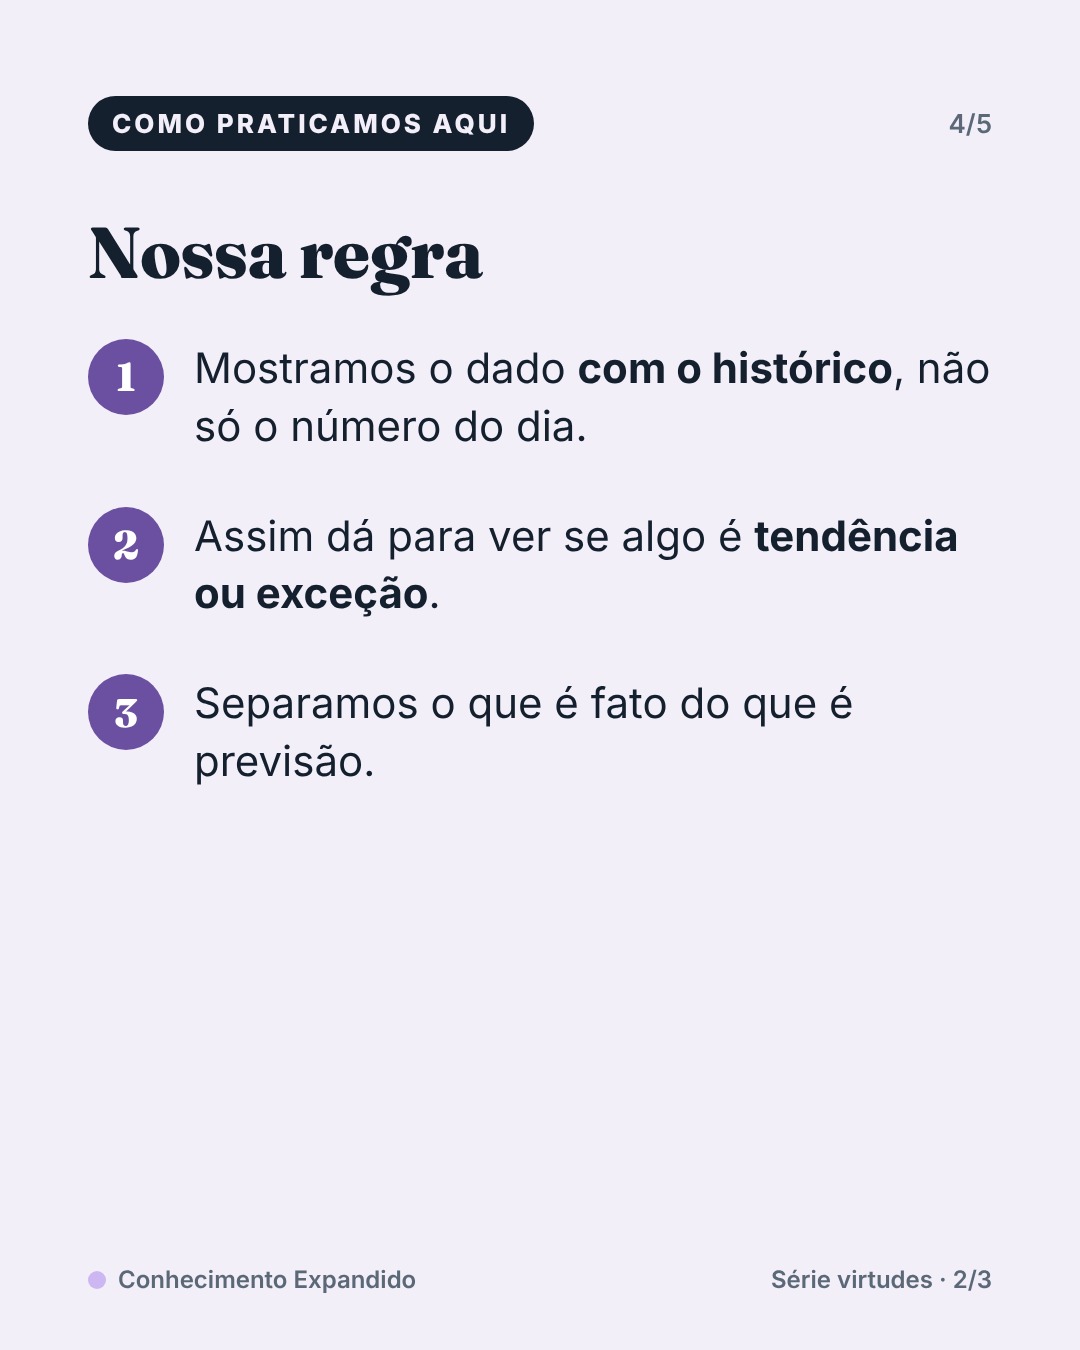 COMO PRATICAMOS AQUI
4/5
Nossa regra
1
Mostramos o dado com o histórico, não
só o número do dia.
2
Assim dá para ver se algo é tendência
ou exceção.
3
Separamos o que é fato do que é
previsão.
Conhecimento Expandido
Série virtudes · 2/3